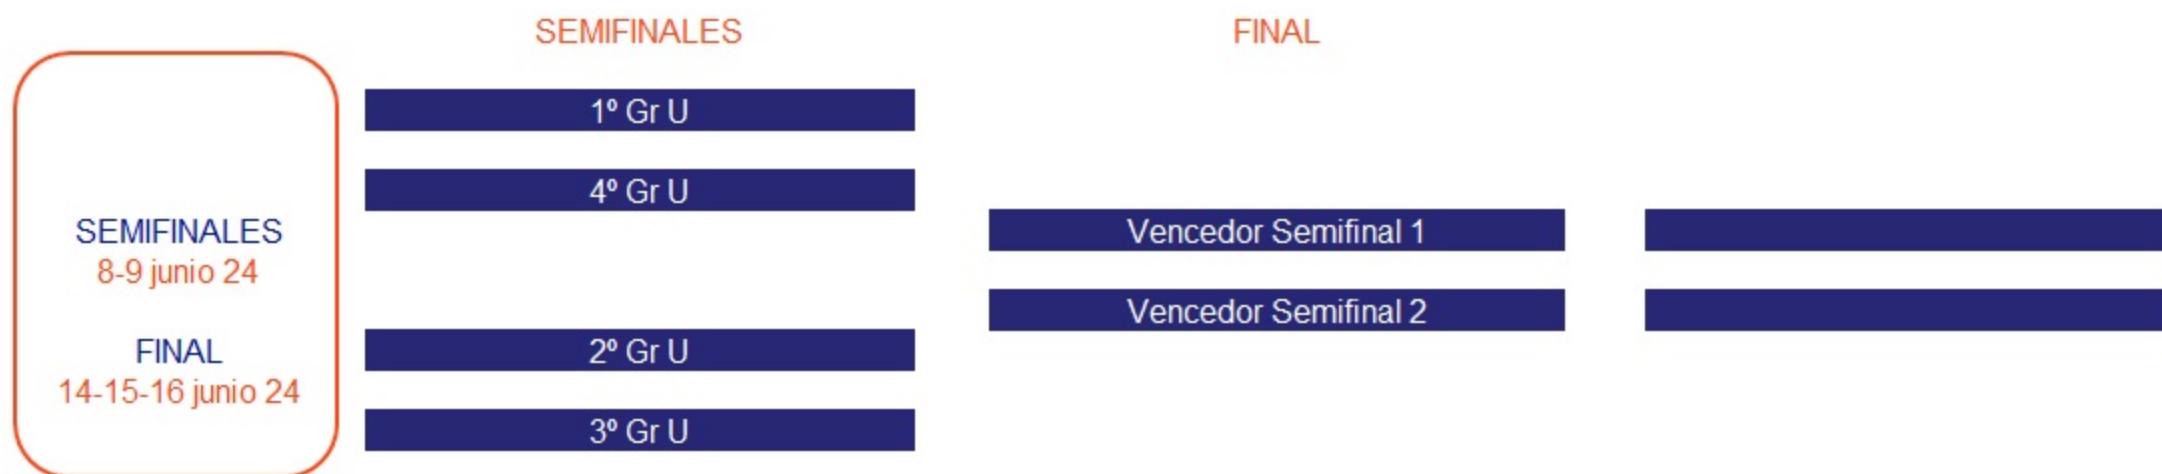 SEMIFINALES
FINAL
1º Gr U
4º Gr U
SEMIFINALES
8-9 junio 24
FINAL
14-15-16 junio 24
2º Gr U
3º Gr U
Vencedor Semifinal 1
Vencedor Semifinal 2